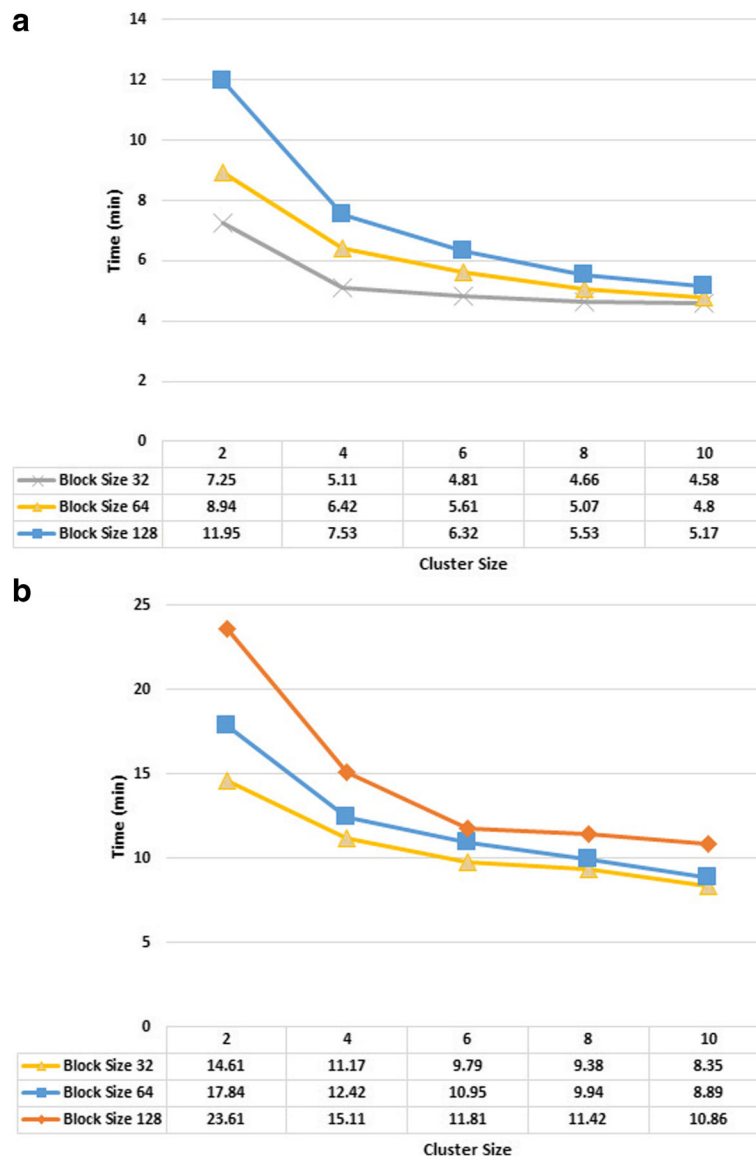 a
14
12
10
8
6
4
2
0
Time (min)
2 4 6 8 10
Block Size 32 7.25 5.11 4.81 4.66 4.58
Block Size 64 8.94 6.42 5.61 5.07 4.8
Block Size 128 11.95 7.53 6.32 5.53 5.17
Cluster Size
b
25
20
15
10
5
0
Time (min)
2 4 6 8 10
Block Size 32 14.61 11.17 9.79 9.38 8.35
Block Size 64 17.84 12.42 10.95 9.94 8.89
Block Size 128 23.61 15.11 11.81 11.42 10.86
Cluster Size